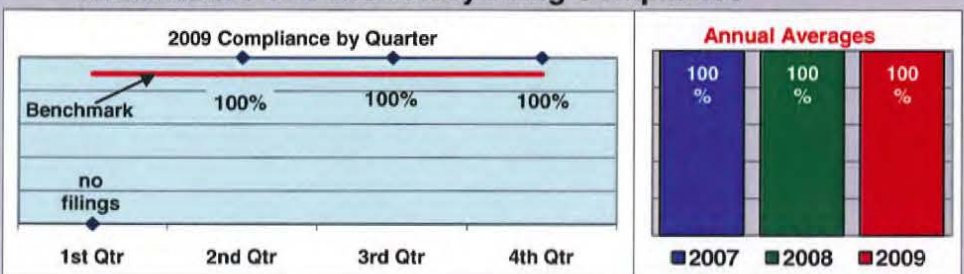 2009 Compliance by Quarter
Benchmark
100%
100%
100%
no
filings
1st Qtr
2nd Qtr
3rd Qtr
4th Qtr
Annual Averages
100
%
100
%
100
%
2007
2008
2009